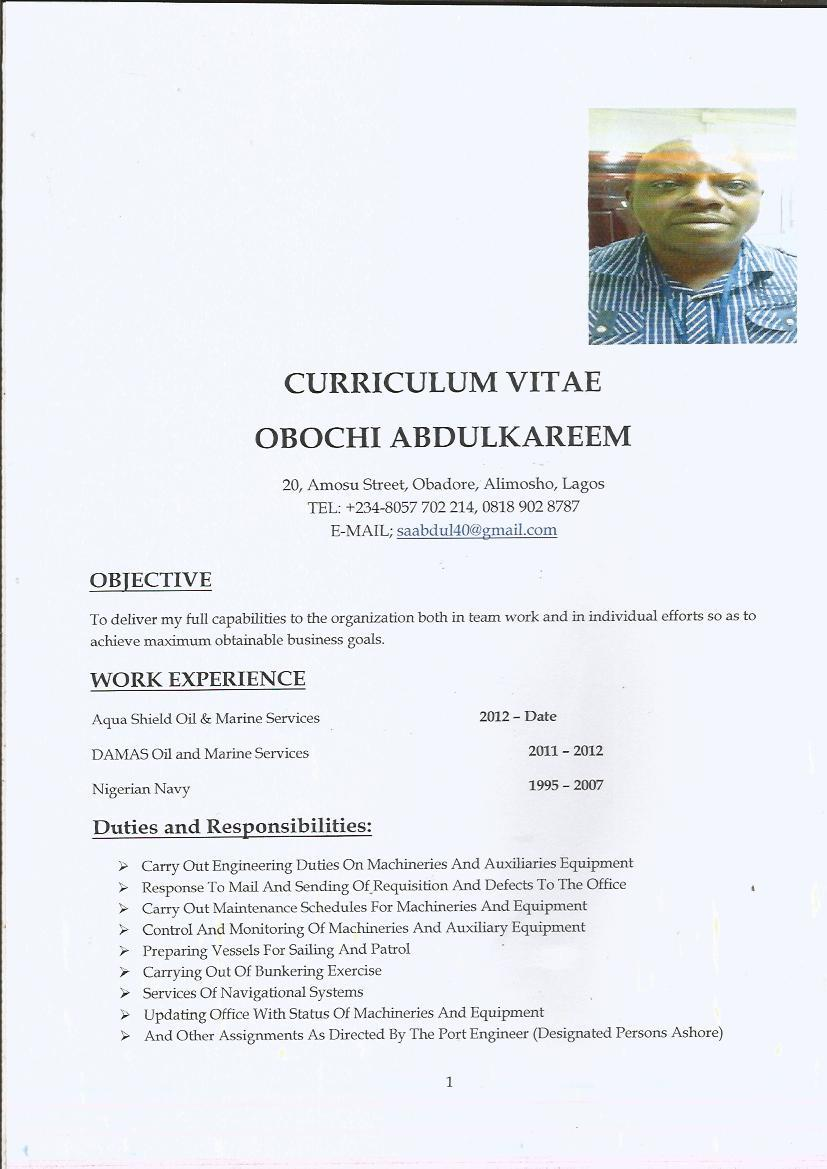 CURRICULUM VITAE
OBOCHI ABDULKAREEM
20, Amosu Street, Obadore, Alimosho, Lagos
TEL: +234-8057 702 214, 0818 902 8787
E-MAIL; saabdul40@gmail.com
OBJECTIVE
To deliver my full capabilities to the organization both in team work and in individual efforts so as to
achieve maximum obtainable business goals.
WORK EXPERIENCE
Aqua Shield Oil & Marine Services 2012 – Date
DAMAS Oil and Marine Services 2011 – 2012
Nigerian Navy 1995 – 2007
Duties and Responsibilities:
➢ Carry Out Engineering Duties On Machineries And Auxiliaries Equipment
➢ Response To Mail And Sending Of Requisition And Defects To The Office
➢ Carry Out Maintenance Schedules For Machineries And Equipment
➢ Control And Monitoring Of Machineries And Auxiliary Equipment
➢ Preparing Vessels For Sailing And Patrol
➢ Carrying Out Of Bunkering Exercise
➢ Services Of Navigational Systems
➢ Updating Office With Status Of Machineries And Equipment
➢ And Other Assignments As Directed By The Port Engineer (Designated Persons Ashore)
1